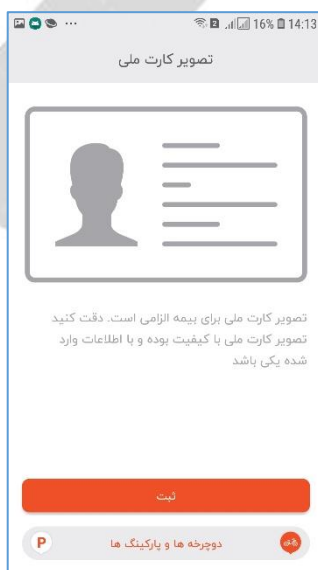 16% 14:13
تصویر کارت ملی
تصویر کارت ملی برای بیمه الزامی است. دقت کنید
تصویر کارت ملی با کیفیت بوده و با اطلاعات وارد
شده یکی باشد
ثبت
دوچرخه ها و پارکینگ ها
P